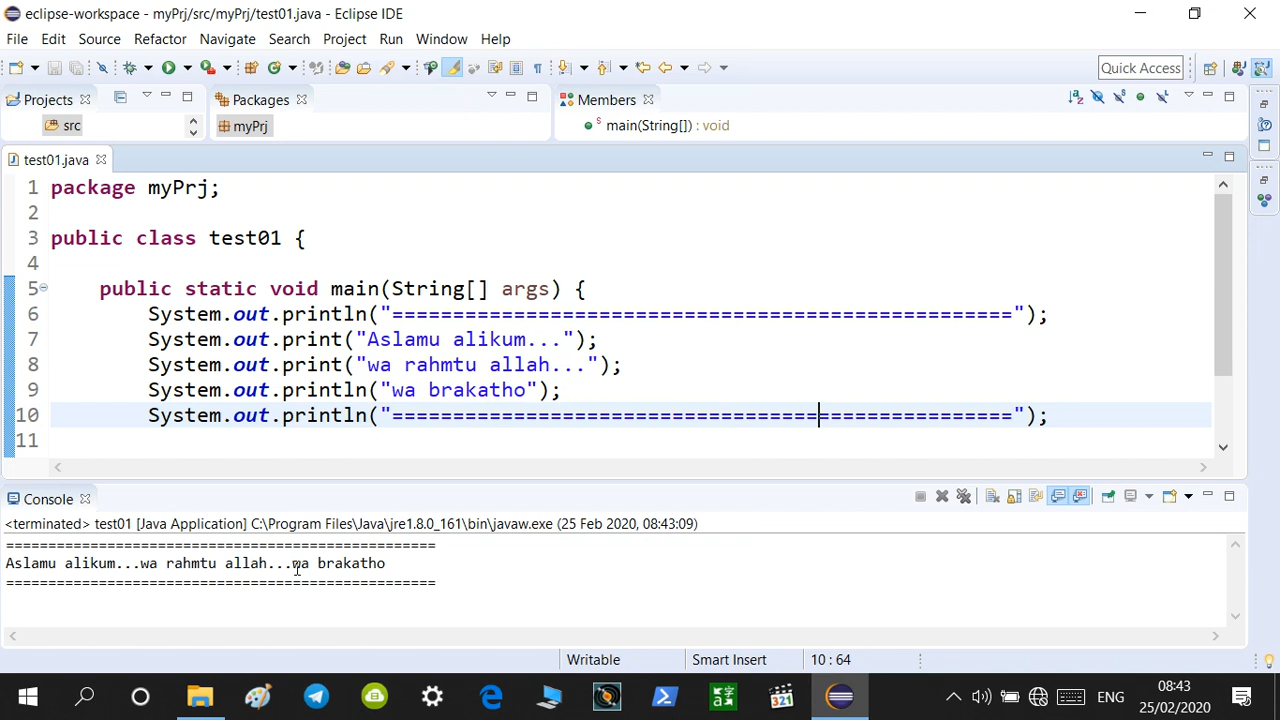 eclipse-workspace - myPrj/src/myPrj/test01.java - Eclipse IDE
File Edit Source Refactor Navigate Search Project Run Window Help
Quick Access
Projects Packages Members
src myPrj main(String[]) : void
test01.java
1 package myPrj;
2
3 public class test01 {
4
5 public static void main(String[] args) {
6 System.out.println("===================================================");
7 System.out.print("Aslamu alikum...");
8 System.out.print("wa rahmtu allah...");
9 System.out.println("wa brakatho");
10 System.out.println("===================================================");
11
Console
<terminated> test01 [Java Application] C:\Program Files\Java\jre1.8.0_161\bin\javaw.exe (25 Feb 2020, 08:43:09)
===================================================
Aslamu alikum...wa rahmtu allah...wa brakatho
===================================================
Writable Smart Insert 10 : 64
321 ENG 08:43
25/02/2020